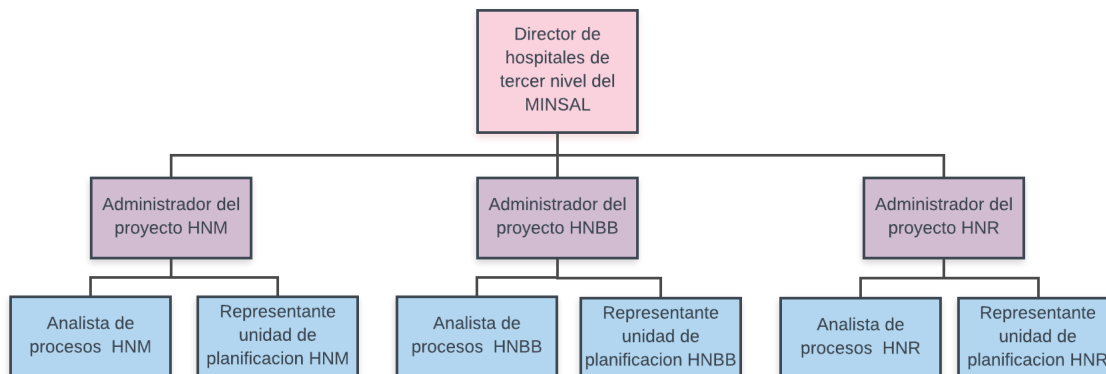 Director de
hospitales de
tercer nivel del
MINSAL
Administrador del
proyecto HNM
Administrador del
proyecto HNBB
Administrador del
proyecto HNR
Analista de
procesos  HNM
Representante
unidad de
planificacion HNM
Analista de
procesos  HNBB
Representante
unidad de
planificacion HNBB
Analista de
procesos  HNR
Representante
unidad de
planificacion HNR